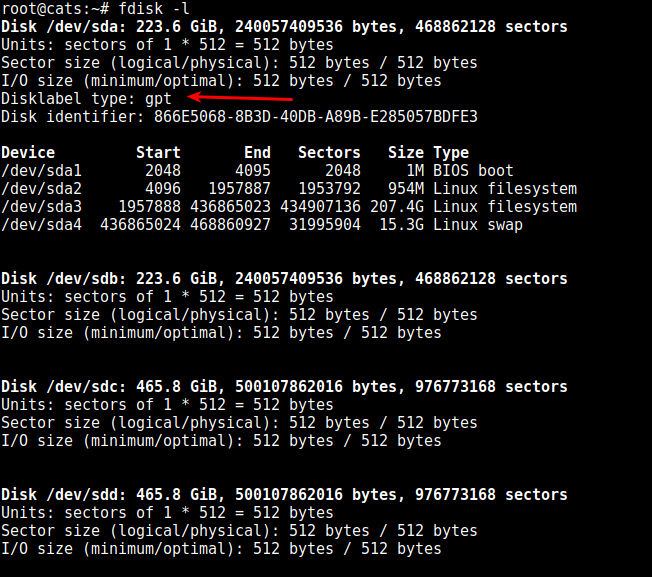 root@cats:~# fdisk -l
Disk /dev/sda: 223.6 GiB, 240057409536 bytes, 468862128 sectors
Units: sectors of 1 * 512 = 512 bytes
Sector size (logical/physical): 512 bytes / 512 bytes
I/O size (minimum/optimal): 512 bytes / 512 bytes
Disklabel type: gpt
Disk identifier: 866E5068-8B3D-40DB-A89B-E285057BDFE3
Device         Start       End   Sectors   Size Type
/dev/sda1       2048      4095      2048     1M BIOS boot
/dev/sda2       4096   1957887   1953792   954M Linux filesystem
/dev/sda3    1957888 436865023 434907136 207.4G Linux filesystem
/dev/sda4  436865024 468860927  31995904  15.3G Linux swap
Disk /dev/sdb: 223.6 GiB, 240057409536 bytes, 468862128 sectors
Units: sectors of 1 * 512 = 512 bytes
Sector size (logical/physical): 512 bytes / 512 bytes
I/O size (minimum/optimal): 512 bytes / 512 bytes
Disk /dev/sdc: 465.8 GiB, 500107862016 bytes, 976773168 sectors
Units: sectors of 1 * 512 = 512 bytes
Sector size (logical/physical): 512 bytes / 512 bytes
I/O size (minimum/optimal): 512 bytes / 512 bytes
Disk /dev/sdd: 465.8 GiB, 500107862016 bytes, 976773168 sectors
Units: sectors of 1 * 512 = 512 bytes
Sector size (logical/physical): 512 bytes / 512 bytes
I/O size (minimum/optimal): 512 bytes / 512 bytes